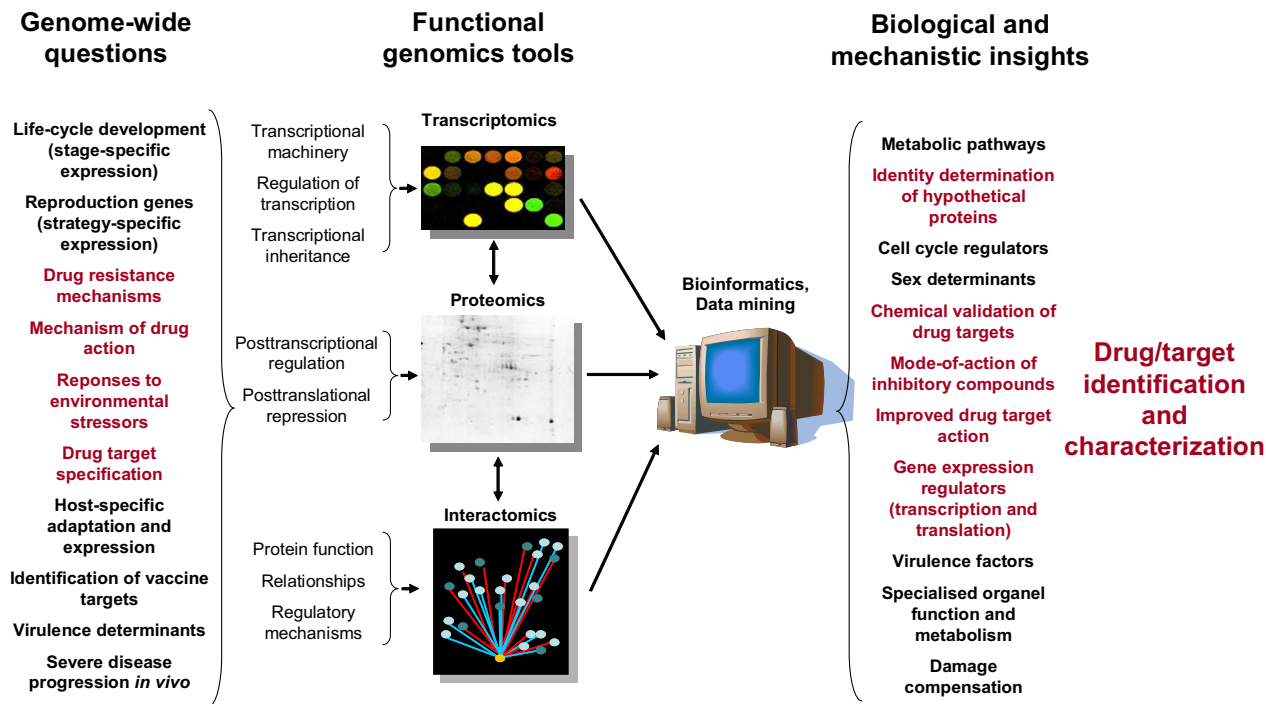 Genome-wide
questions
Functional
genomics tools
Biological and
mechanistic insights
Life-cycle development
(stage-specific
expression)
Reproduction genes
(strategy-specific
expression)
Drug resistance
mechanisms
Mechanism of drug
action
Reponses to
environmental
stressors
Drug target
specification
Host-specific
adaptation and
expression
Identification of vaccine
targets
Virulence determinants
Severe disease
progression in vivo
Transcriptional
machinery
Regulation of
transcription
Transcriptional
inheritance
Posttranscriptional
regulation
Posttranslational
repression
Protein function
Relationships
Regulatory
mechanisms
Transcriptomics
Proteomics
Interactomics
Bioinformatics,
Data mining
Metabolic pathways
Identity determination
of hypothetical
proteins
Cell cycle regulators
Sex determinants
Chemical validation of
drug targets
Mode-of-action of
inhibitory compounds
Improved drug target
action
Gene expression
regulators
(transcription and
translation)
Virulence factors
Specialised organel
function and
metabolism
Damage
compensation
Drug/target
identification
and
characterization